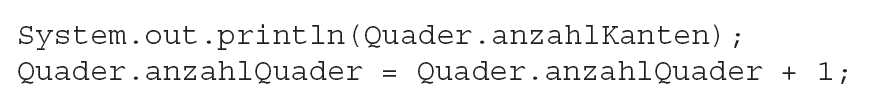 System.out.println(Quader.anzahlKanten);
Quader.anzahlQuader = Quader.anzahlQuader + 1;